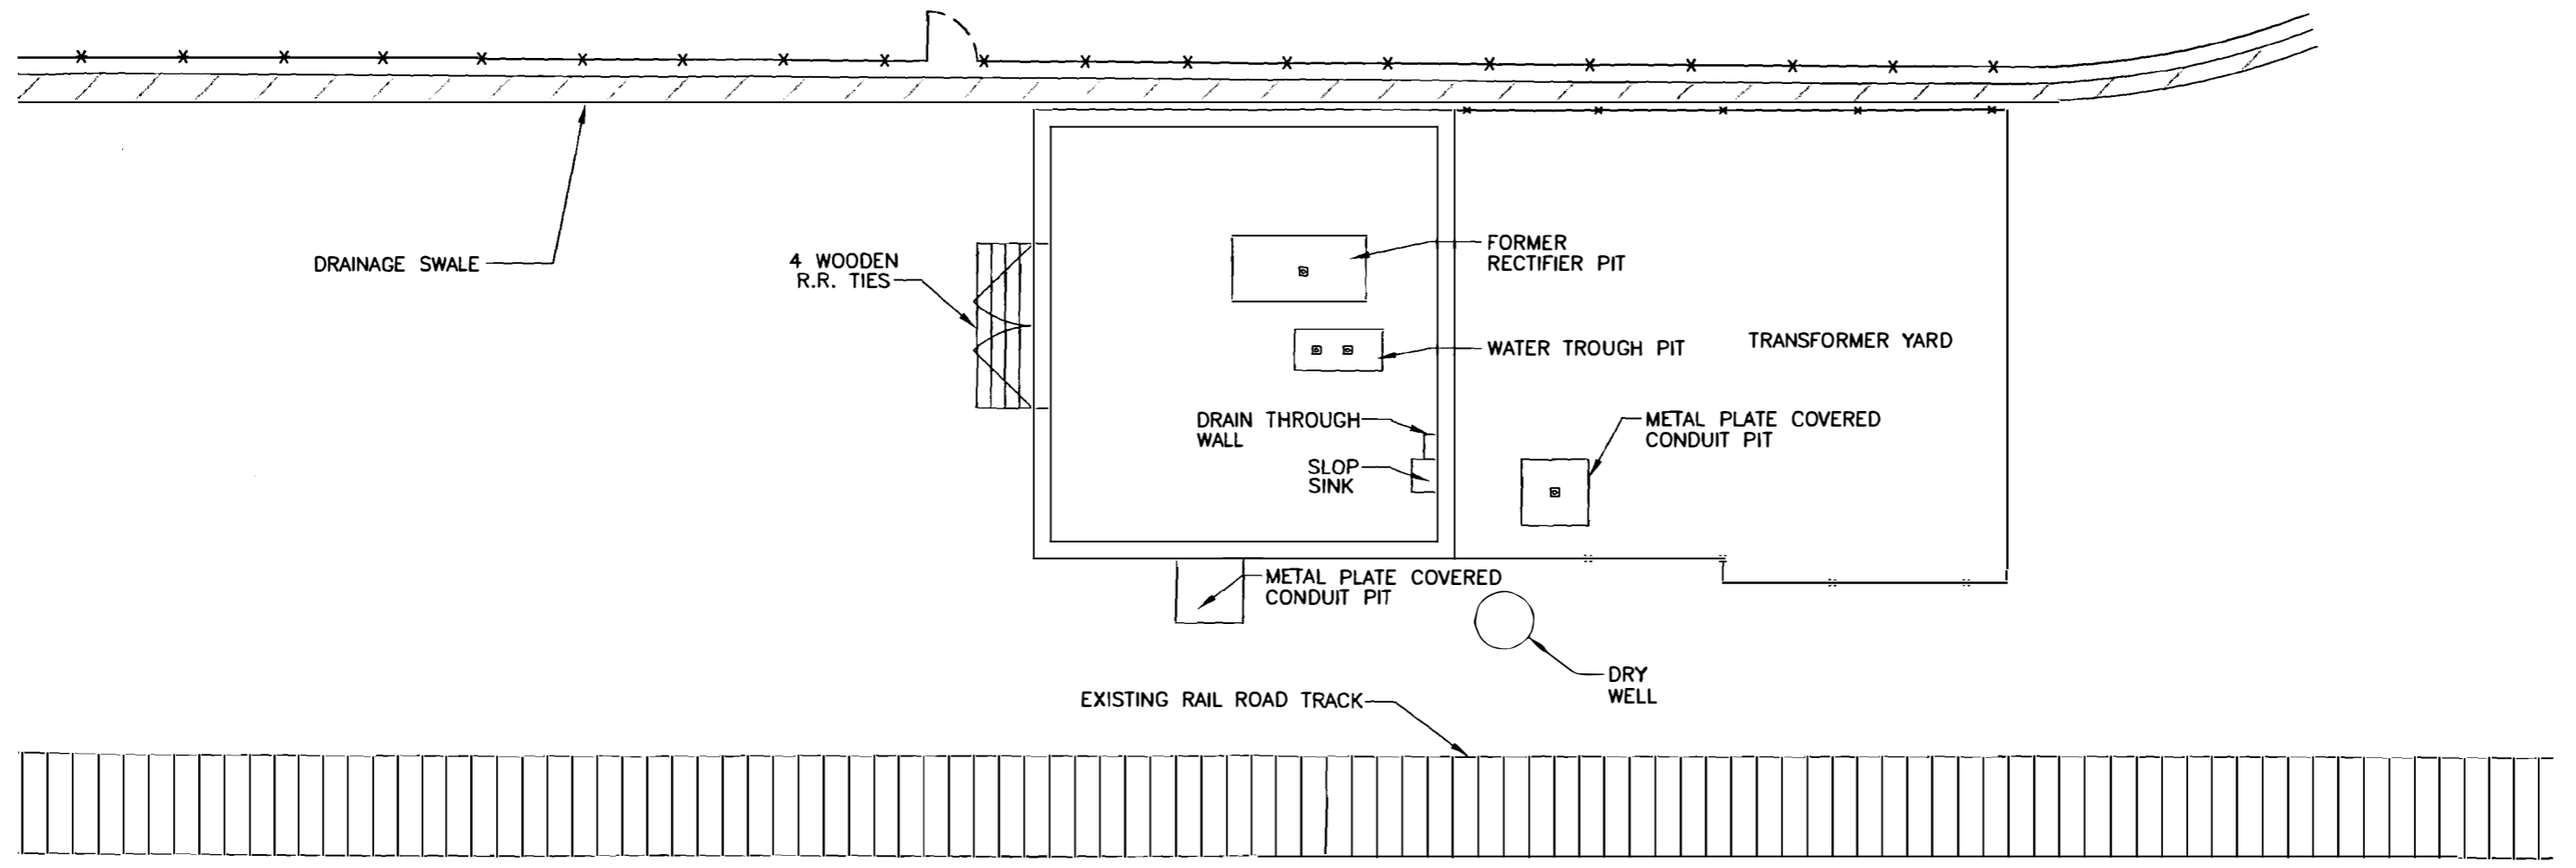 DRAINAGE SWALE
4 WOODEN
R.R. TIES
FORMER
RECTIFIER PIT
WATER TROUGH PIT
TRANSFORMER YARD
DRAIN THROUGH
WALL
SLOP
SINK
METAL PLATE COVERED
CONDUIT PIT
METAL PLATE COVERED
CONDUIT PIT
DRY
WELL
EXISTING RAIL ROAD TRACK